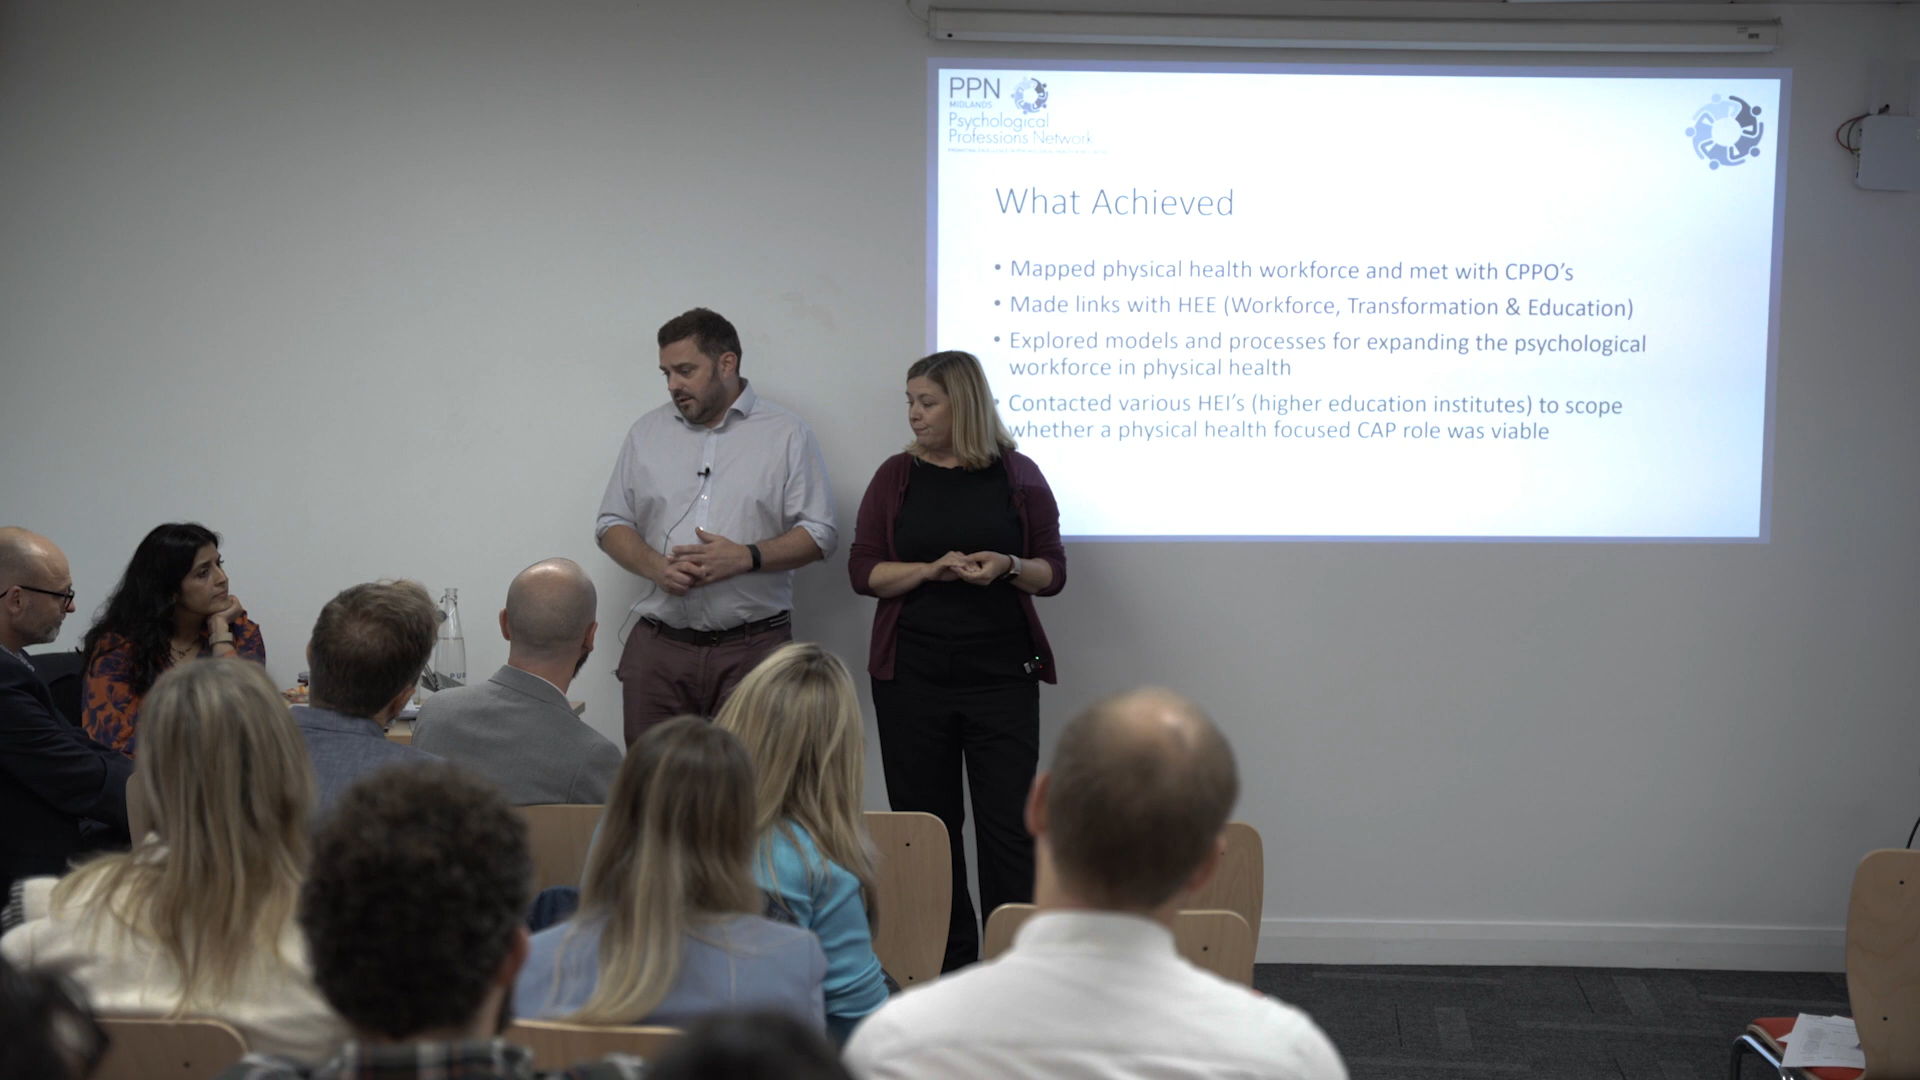 PPN
MIDLANDS
Psychological
Professions Network
What Achieved
• Mapped physical health workforce and met with CPPO's
• Made links with HEE (Workforce, Transformation & Education)
• Explored models and processes for expanding the psychological
workforce in physical health
• Contacted various HEI's (higher education institutes) to scope
whether a physical health focused CAP role was viable
PUR